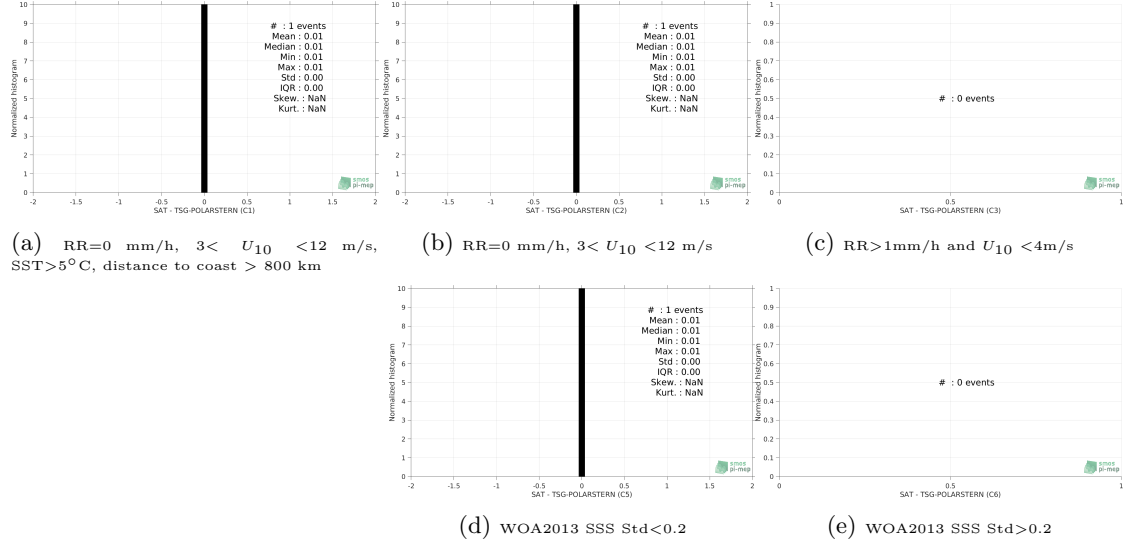 10
9
8
7
6
5
4
3
2
1
0
Normalized histogram
# : 1 events
Mean : 0.01
Median : 0.01
Min : 0.01
Max : 0.01
Std : 0.00
IQR : 0.00
Skew. : NaN
Kurt. : NaN
smos
pi-mep
-2 -1.5 -1 -0.5 0 0.5 1 1.5 2
SAT - TSG-POLARSTERN (C1)
(a) RR=0 mm/h, 3< U10 <12 m/s,
SST>5°C, distance to coast > 800 km
10
9
8
7
6
5
4
3
2
1
0
Normalized histogram
# : 1 events
Mean : 0.01
Median : 0.01
Min : 0.01
Max : 0.01
Std : 0.00
IQR : 0.00
Skew. : NaN
Kurt. : NaN
smos
pi-mep
-2 -1.5 -1 -0.5 0 0.5 1 1.5 2
SAT - TSG-POLARSTERN (C2)
(b) RR=0 mm/h, 3< U10 <12 m/s
1
0.9
0.8
0.7
0.6
0.5
0.4
0.3
0.2
0.1
0
Normalized histogram
# : 0 events
smos
pi-mep
0 0.5 1
SAT - TSG-POLARSTERN (C3)
(c) RR>1mm/h and U10 <4m/s
10
9
8
7
6
5
4
3
2
1
0
Normalized histogram
# : 1 events
Mean : 0.01
Median : 0.01
Min : 0.01
Max : 0.01
Std : 0.00
IQR : 0.00
Skew. : NaN
Kurt. : NaN
smos
pi-mep
-2 -1.5 -1 -0.5 0 0.5 1 1.5 2
SAT - TSG-POLARSTERN (C5)
(d) WOA2013 SSS Std<0.2
1
0.9
0.8
0.7
0.6
0.5
0.4
0.3
0.2
0.1
0
Normalized histogram
# : 0 events
smos
pi-mep
0 0.5 1
SAT - TSG-POLARSTERN (C6)
(e) WOA2013 SSS Std>0.2